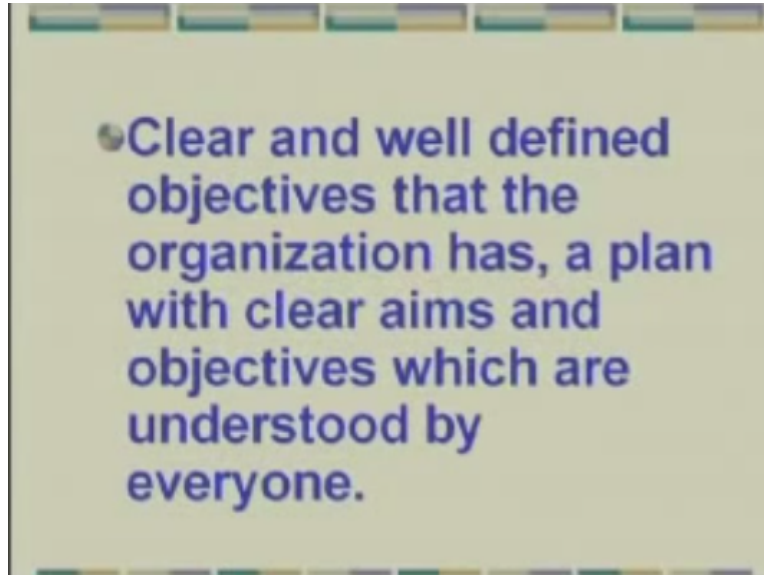 Clear and well defined
objectives that the
organization has, a plan
with clear aims and
objectives which are
understood by
everyone.